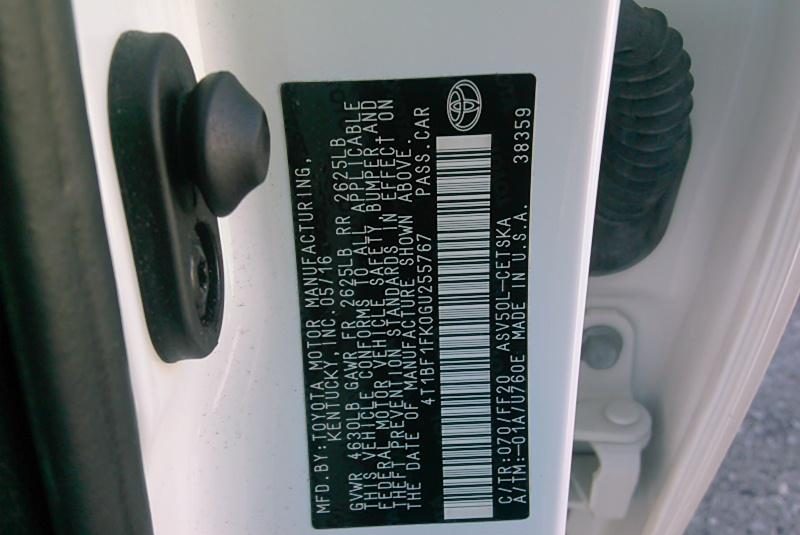 MFD.BY:TOYOTA MOTOR MANUFACTURING,
KENTUCKY, INC. 05/16
GVWR 4630LB GAWR FR 2625LB RR 2625LB
THIS VEHICLE CONFORMS TO ALL APPLICABLE
FEDERAL MOTOR VEHICLE SAFETY BUMPER,AND
THEFT PREVENTION STANDARDS IN EFFECT ON
THE DATE OF MANUFACTURE SHOWN ABOVE.
4T1BF1FK0GU255767 PASS.CAR
C/TR:070/FF20 ASV50L-CETSKA 38359
A/TM:-01A/U760E MADE IN U.S.A.